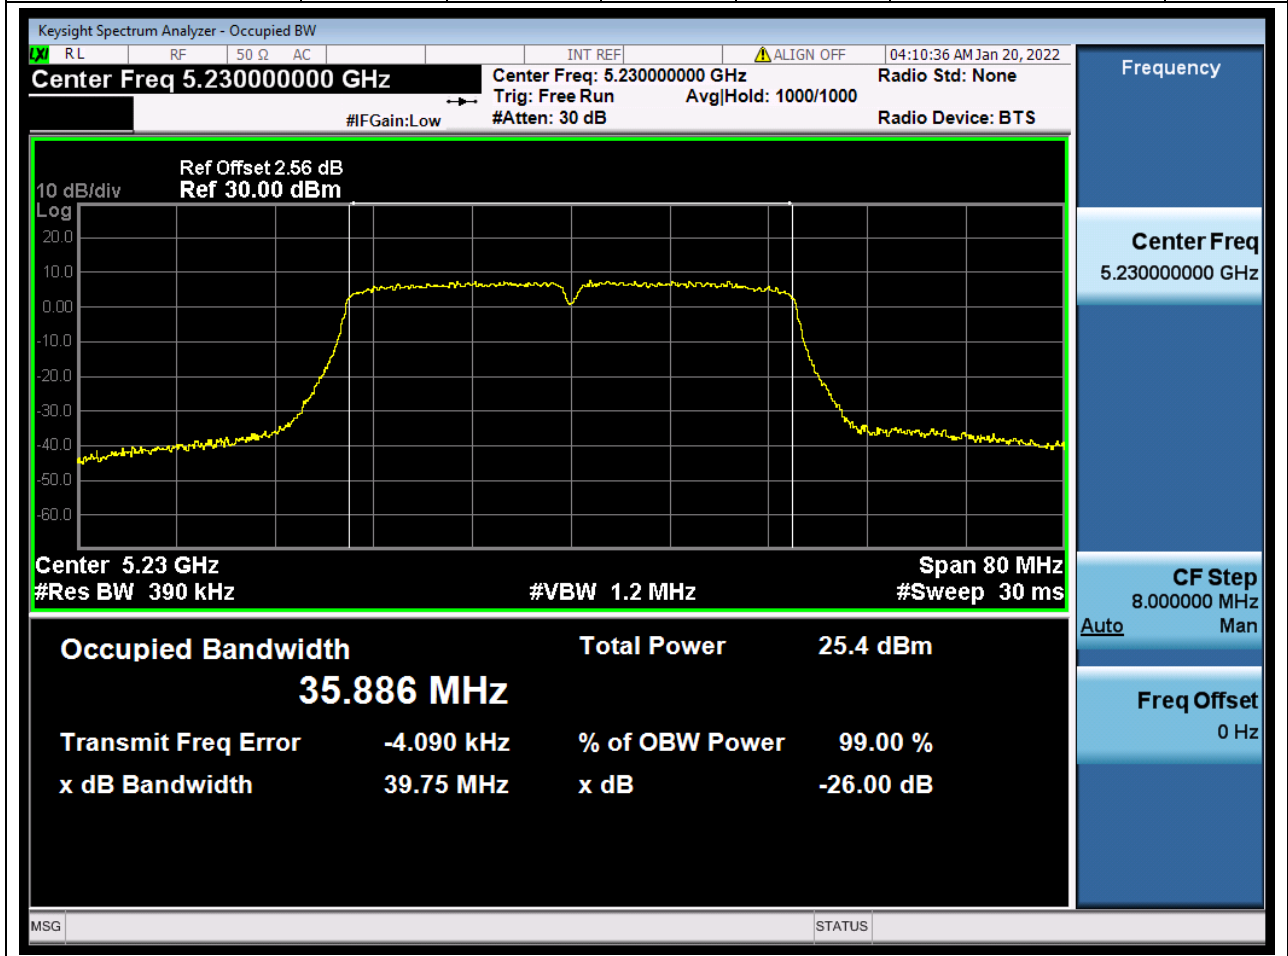 Keysight Spectrum Analyzer - Occupied BW
LXI RL RF 50 Ω AC INT REF ALIGN OFF 04:10:36 AM Jan 20, 2022
Center Freq 5.230000000 GHz
Center Freq: 5.230000000 GHz
Radio Std: None
Trig: Free Run Avg|Hold: 1000/1000
#IFGain:Low
#Atten: 30 dB
Radio Device: BTS
Ref Offset 2.56 dB
10 dB/div Ref 30.00 dBm
Log
20.0
10.0
0.00
-10.0
-20.0
-30.0
-40.0
-50.0
-60.0
Center 5.23 GHz Span 80 MHz
#Res BW 390 kHz #VBW 1.2 MHz #Sweep 30 ms
Occupied Bandwidth Total Power 25.4 dBm
35.886 MHz
Transmit Freq Error -4.090 kHz % of OBW Power 99.00 %
x dB Bandwidth 39.75 MHz x dB -26.00 dB
MSG STATUS
Frequency
Center Freq
5.230000000 GHz
CF Step
8.000000 MHz
Auto Man
Freq Offset
0 Hz